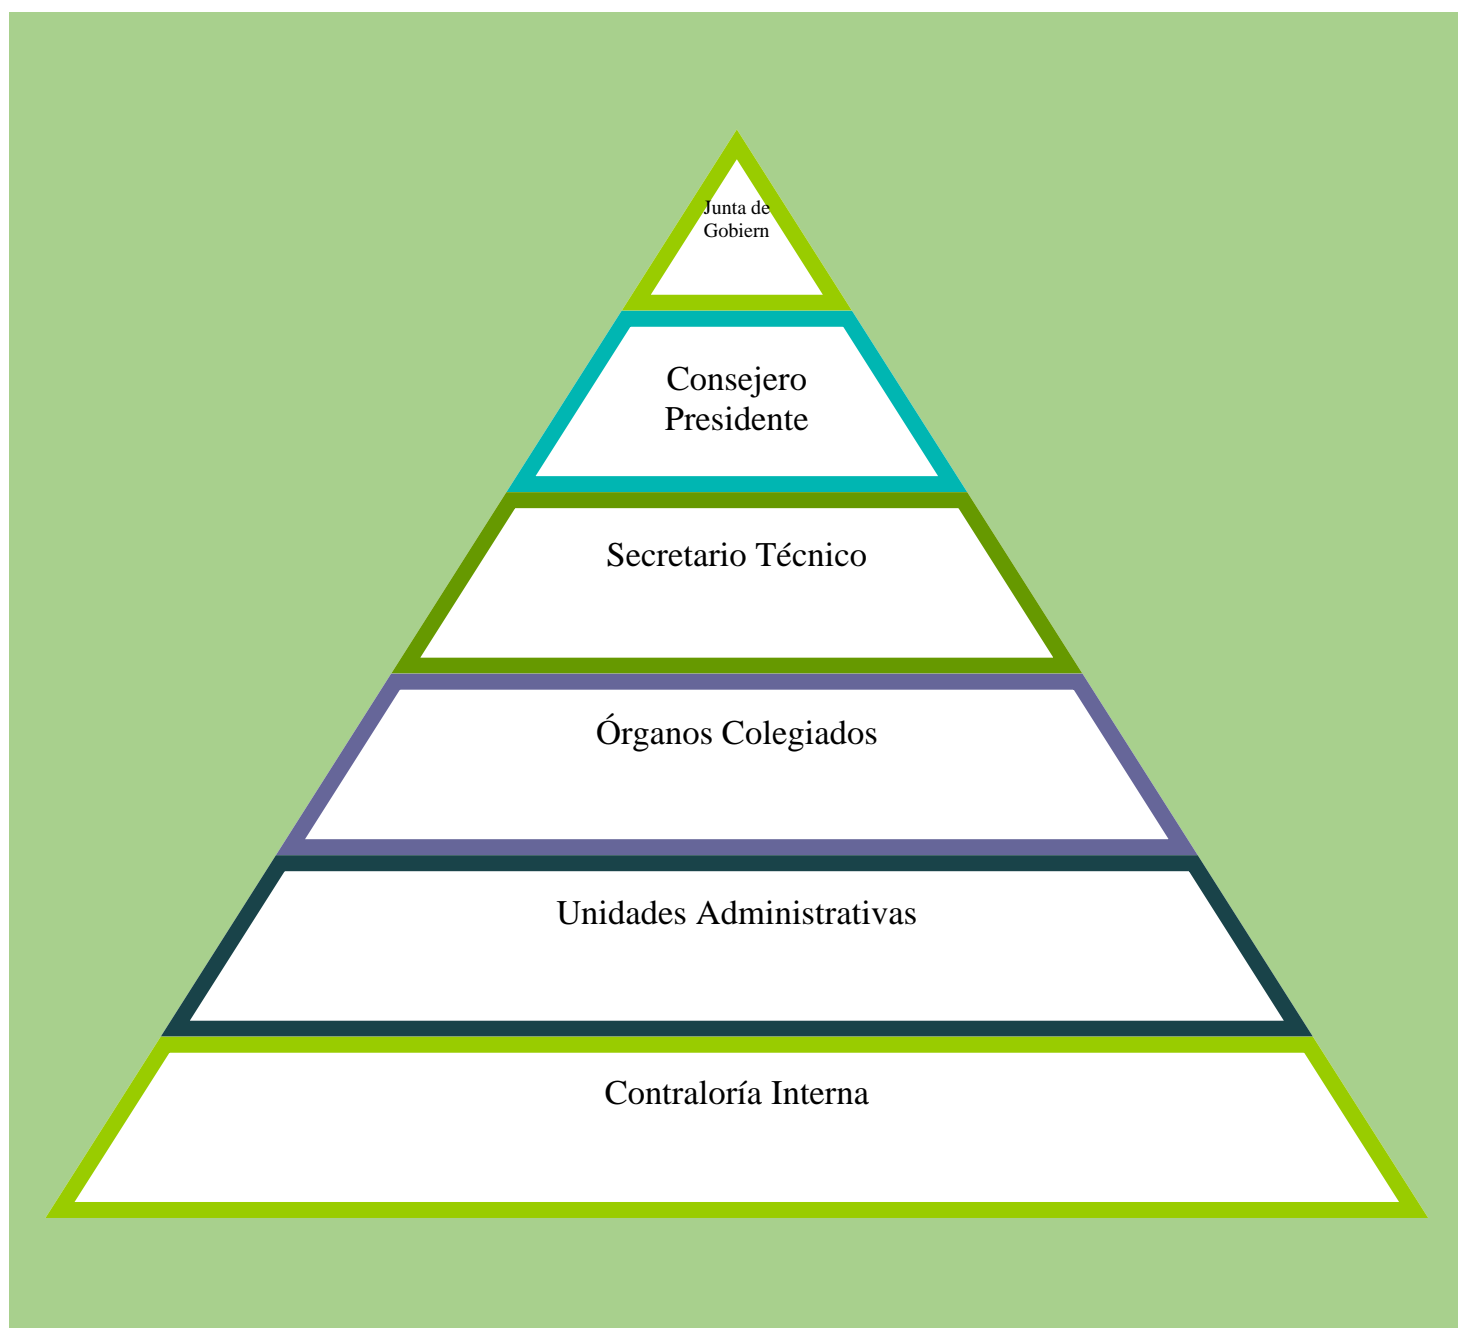 Junta de
Gobiern
Consejero
Presidente
Secretario Técnico
Órganos Colegiados
Unidades Administrativas
Contraloría Interna